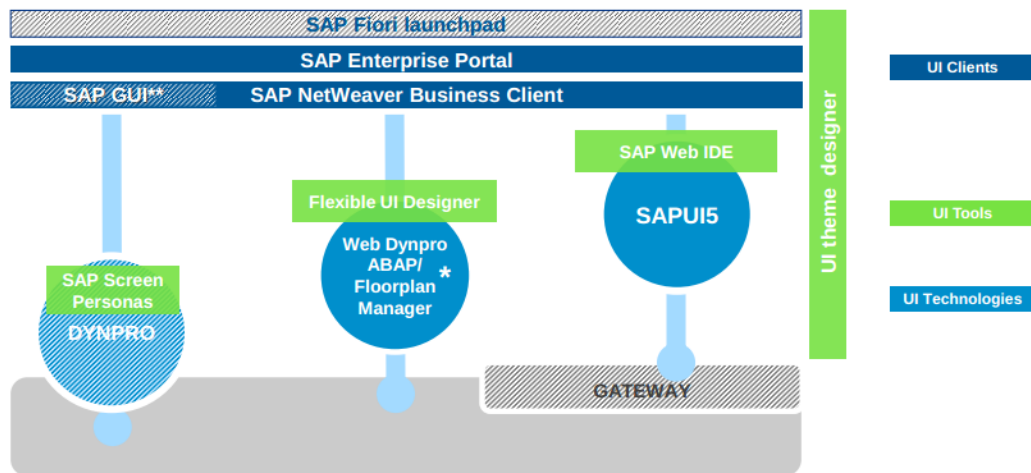 SAP Fiori launchpad
SAP Enterprise Portal
SAP GUI**
SAP NetWeaver Business Client
SAP Web IDE
SAPUI5
Flexible UI Designer
Web Dynpro
ABAP/
Floorplan
Manager
*
SAP Screen
Personas
DYNPRO
GATEWAY
UI theme designer
UI Clients
UI Tools
UI Technologies